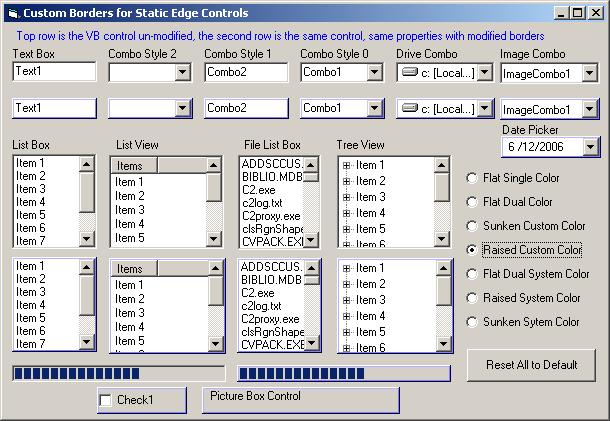 Custom Borders for Static Edge Controls
Top row is the VB control un-modified, the second row is the same control, same properties with modified borders
Text Box Combo Style 2 Combo Style 1 Combo Style 0 Drive Combo Image Combo
Text1 Combo2 Combo1 c: [Local...] ImageCombo1
Text1 Combo2 Combo1 c: [Local...] ImageCombo1
Date Picker
6 /12/2006
List Box List View File List Box Tree View
Item 1
Item 2
Item 3
Item 4
Item 5
Item 6
Item 7
Items
Item 1
Item 2
Item 3
Item 4
Item 5
ADDSCCUS.
BIBLIO.MDB
C2.exe
c2log.txt
C2proxy.exe
clsRgnShape
CVPACK.EXE
Item 1
Item 2
Item 3
Item 4
Item 5
Item 6
Flat Single Color
Flat Dual Color
Sunken Custom Color
Raised Custom Color
Flat Dual System Color
Raised System Color
Sunken Sytem Color
Item 1
Item 2
Item 3
Item 4
Item 5
Item 6
Item 7
Items
Item 1
Item 2
Item 3
Item 4
Item 5
ADDSCCUS.
BIBLIO.MDB
C2.exe
c2log.txt
C2proxy.exe
clsRgnShape
CVPACK.EXE
Item 1
Item 2
Item 3
Item 4
Item 5
Item 6
Reset All to Default
Check1
Picture Box Control